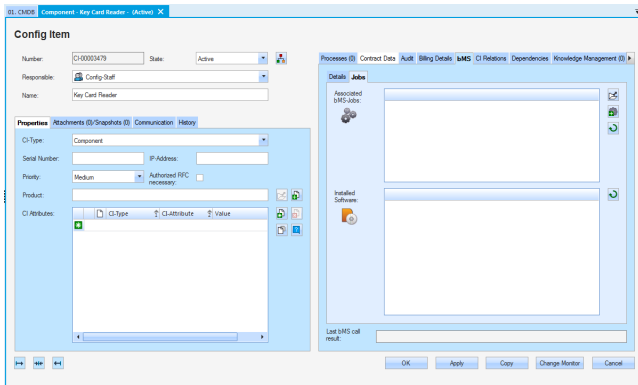 01. CMDB Component - Key Card Reader - (Active) X
Config Item
Number: CI-00003479 State: Active
Responsible: Config-Staff
Name: Key Card Reader
Properties Attachments (0)/Snapshots (0) Communication History
CI-Type: Component
Serial Number: IP-Address:
Priority: Medium Authorized RFC
necessary:
Product:
CI Attributes: CI-Type CI-Attribute Value
Processes (0) Contract Data Audit Billing Details bMS CI Relations Dependencies Knowledge Management (0)
Details Jobs
Associated
bMS-Jobs:
Installed
Software:
Last bMS call
result:
OK Apply Copy Change Monitor Cancel